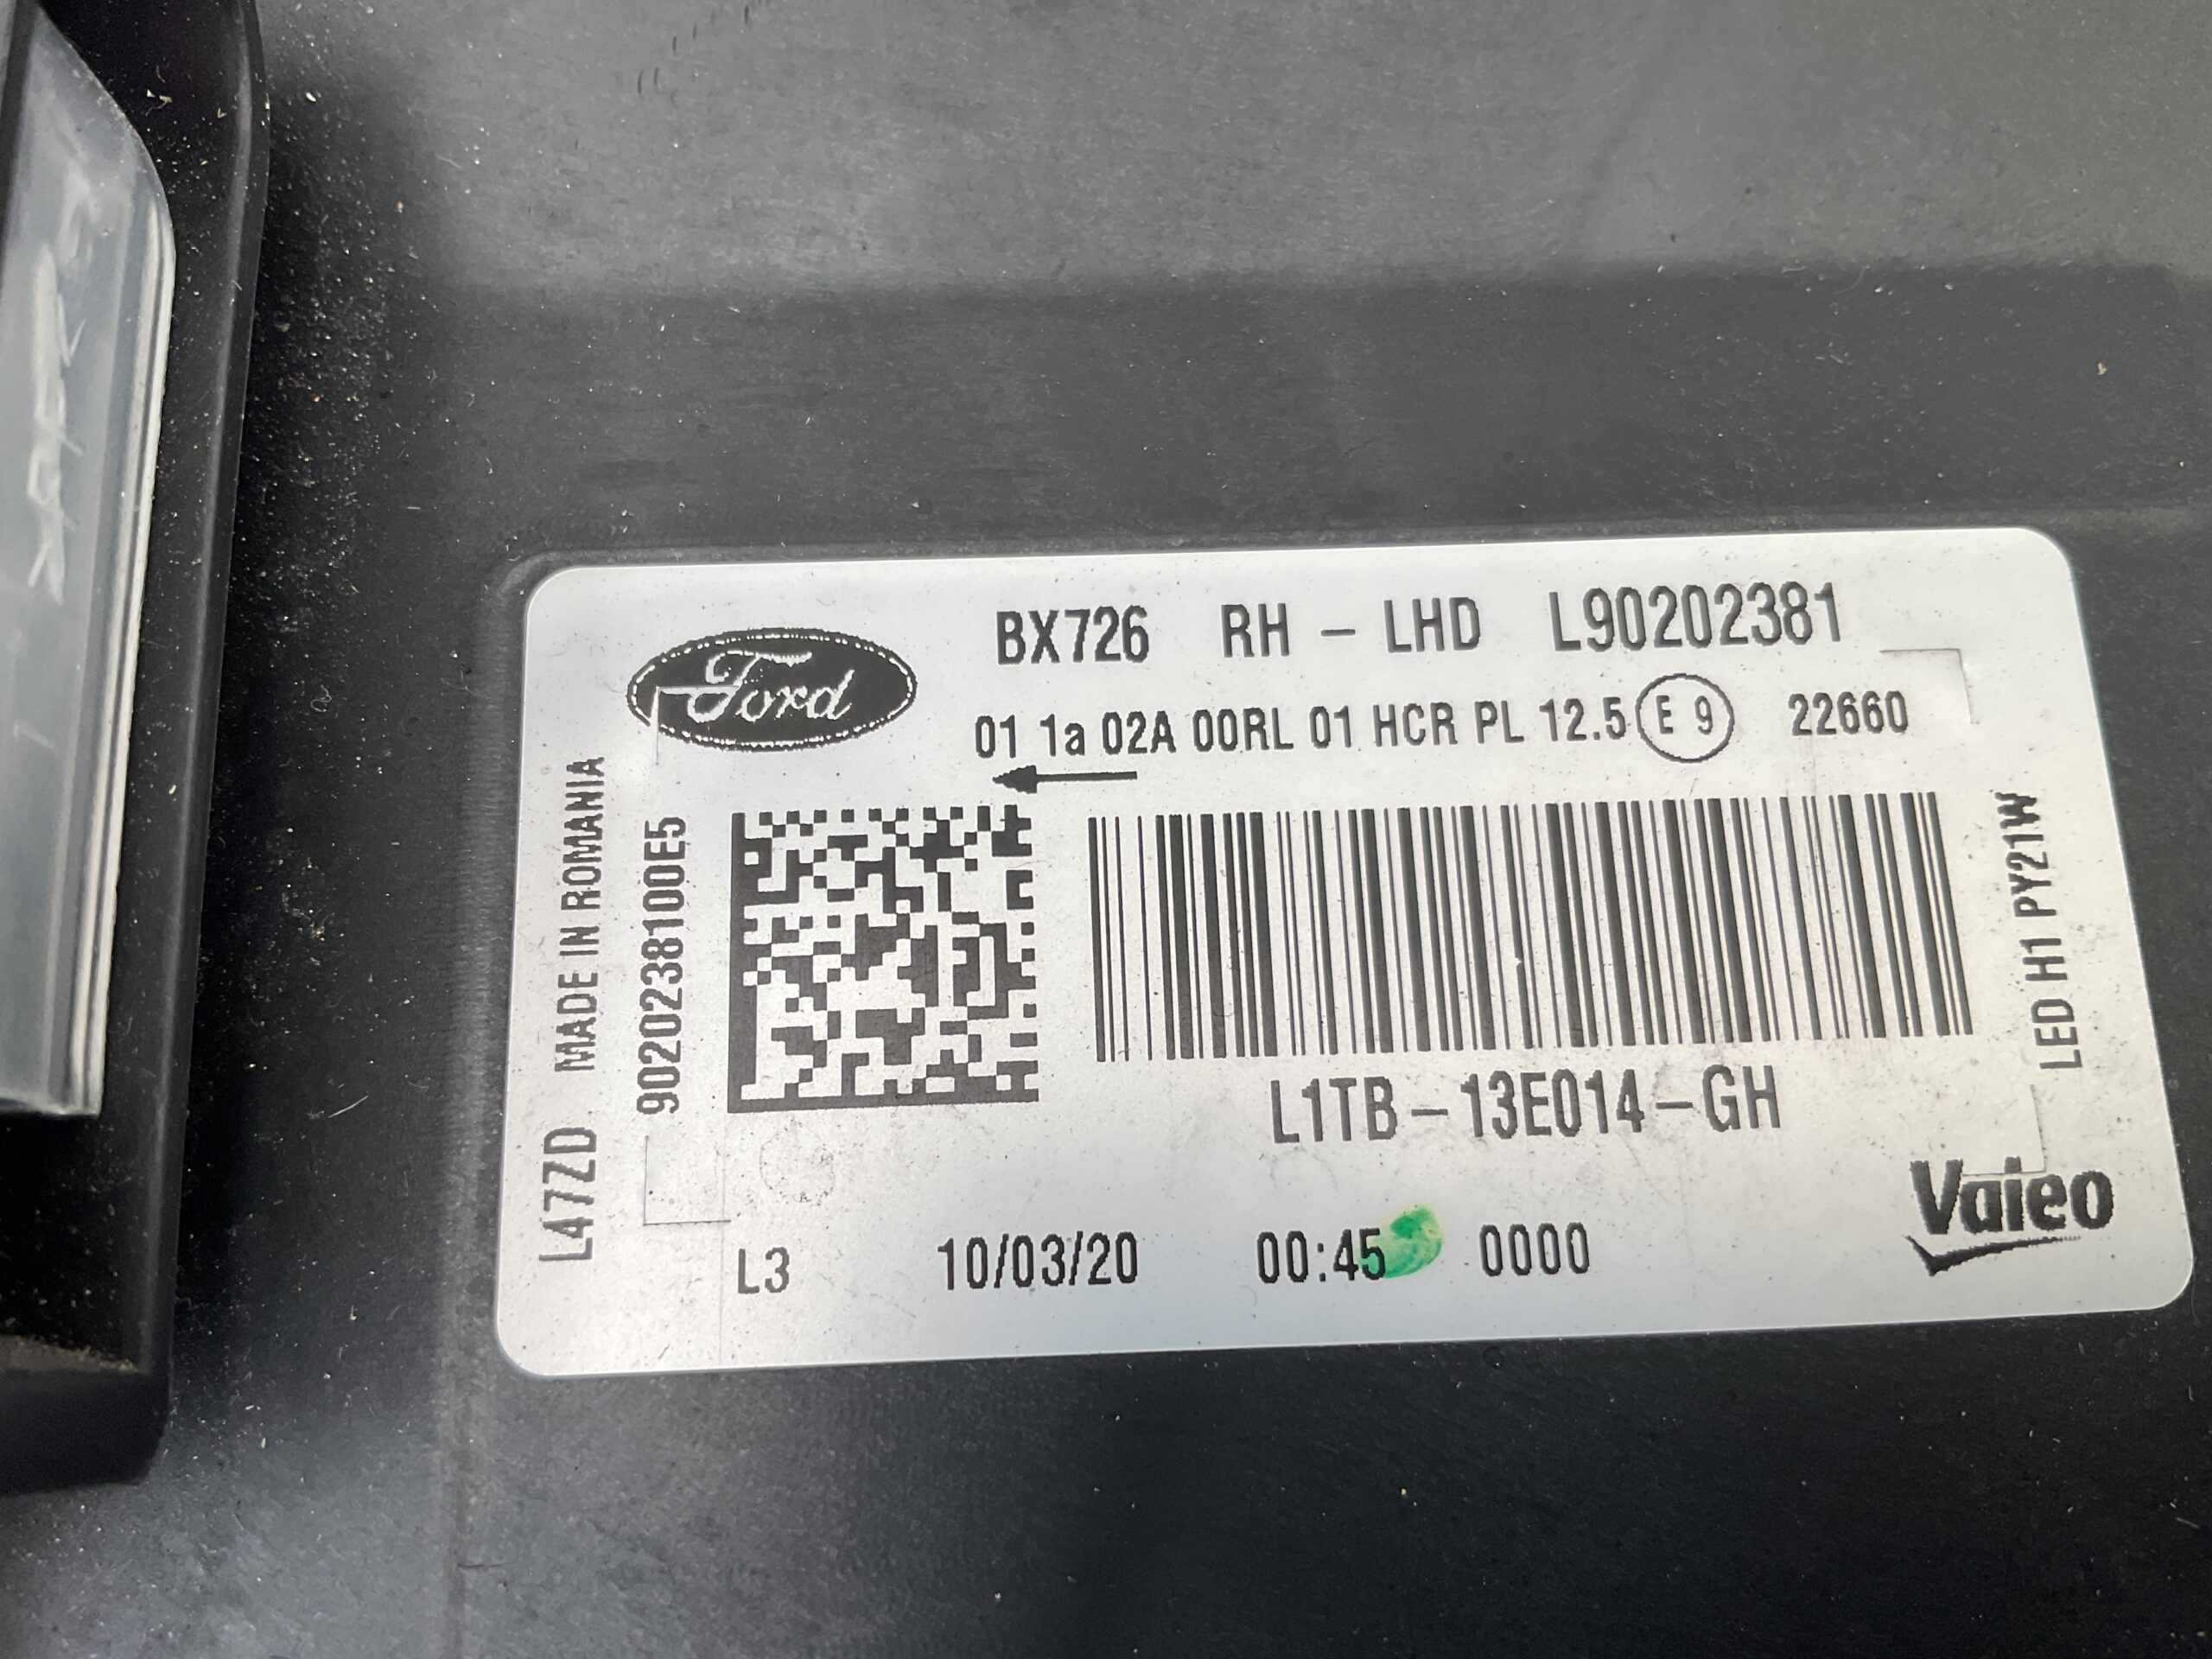 Ford
BX726 RH - LHD L90202381
01 1a 02A 00RL 01 HCR PL 12.5 E 9 22660
L47ZD MADE IN ROMANIA
9020238100E5
LED H1 PY21W
L1TB-13E014-GH
Valeo
L3 10/03/20 00:45 0000